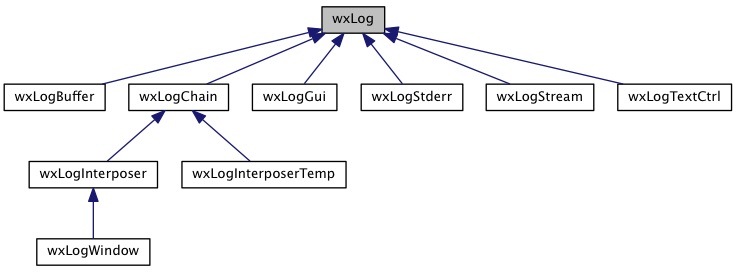 wxLog
wxLogBuffer
wxLogChain
wxLogGui
wxLogStderr
wxLogStream
wxLogTextCtrl
wxLogInterposer
wxLogInterposerTemp
wxLogWindow